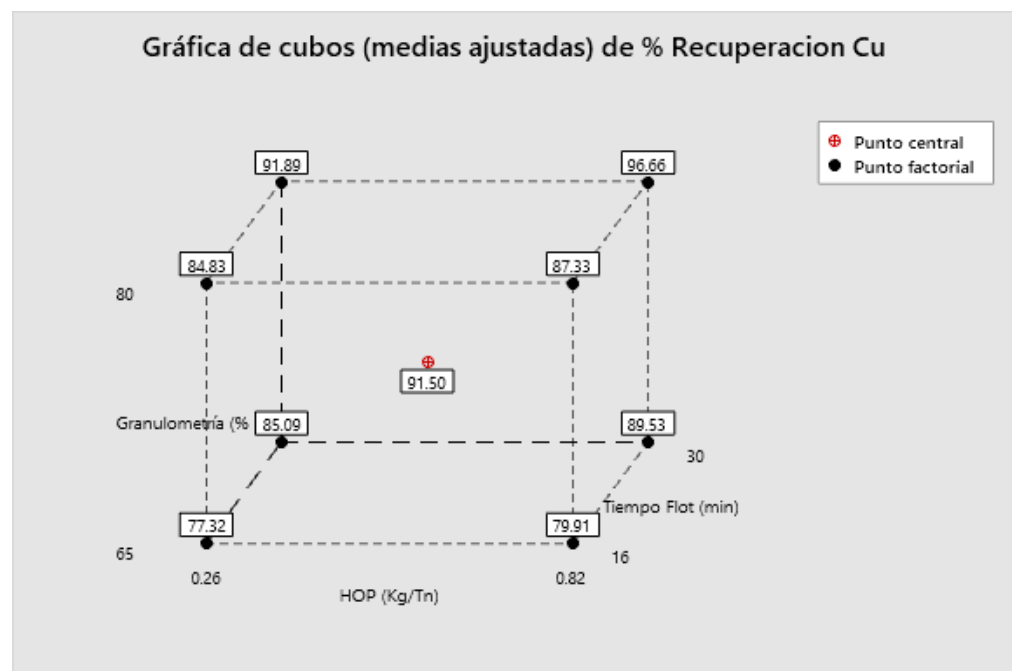 Gráfica de cubos (medias ajustadas) de % Recuperacion Cu
Punto central
Punto factorial
91.89
96.66
84.83
87.33
80
91.50
Granulometría (%
85.09
89.53
30
Tiempo Flot (min)
77.32
79.91
65
16
0.26
0.82
HOP (Kg/Tn)